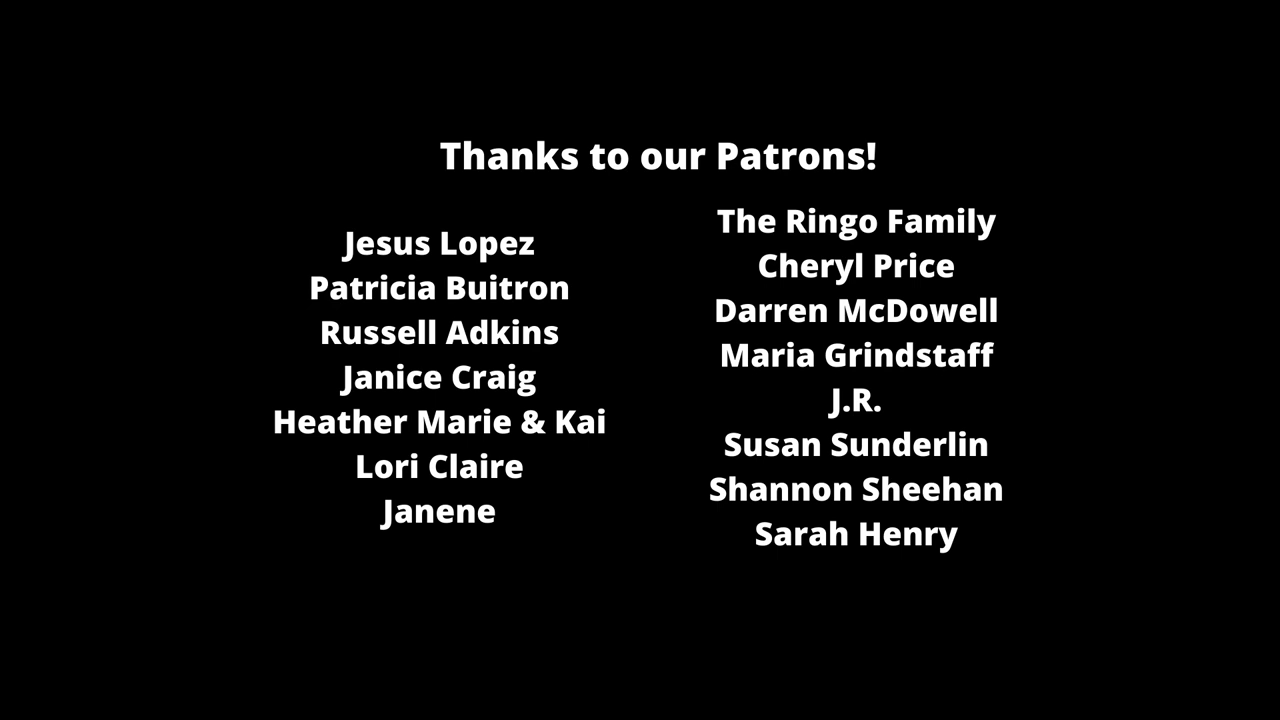 Thanks to our Patrons!
Jesus Lopez
Patricia Buitron
Russell Adkins
Janice Craig
Heather Marie & Kai
Lori Claire
Janene
The Ringo Family
Cheryl Price
Darren McDowell
Maria Grindstaff
J.R.
Susan Sunderlin
Shannon Sheehan
Sarah Henry